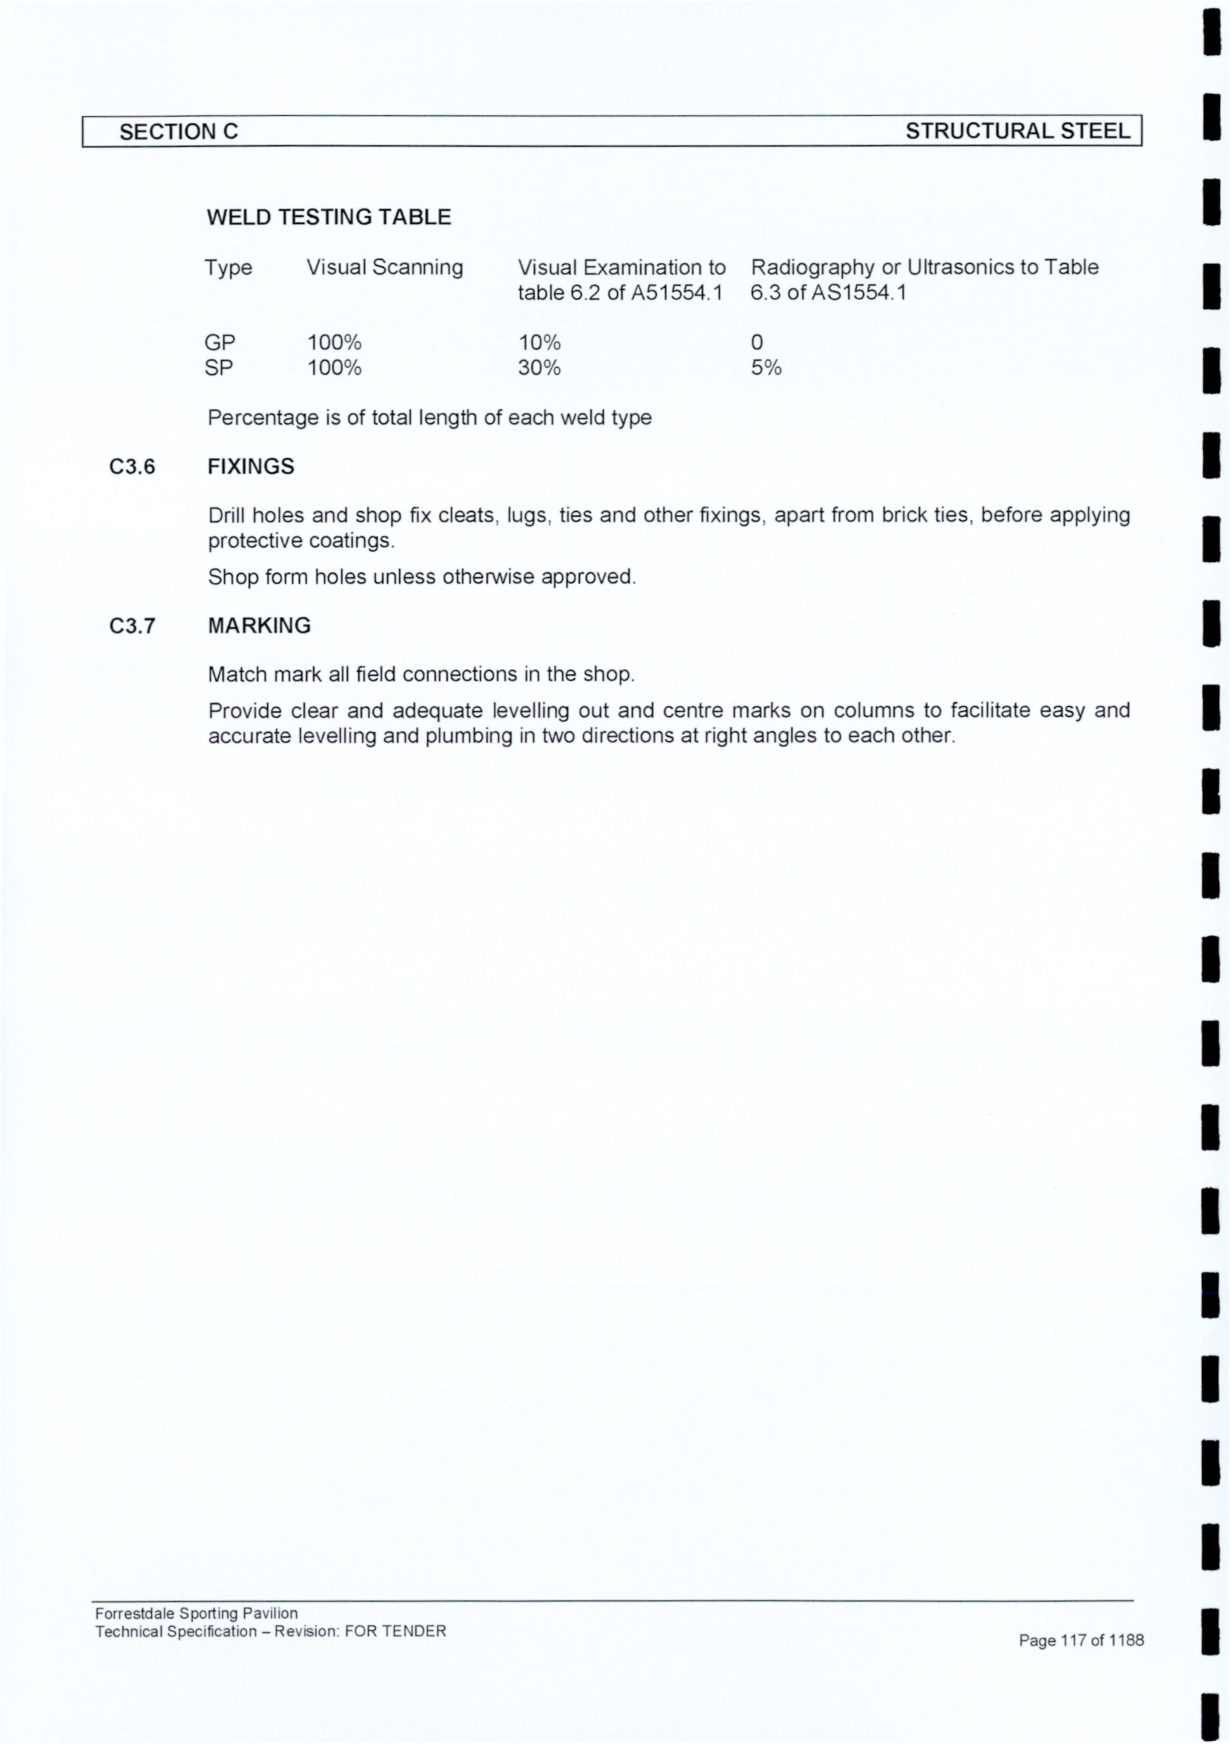 SECTION C STRUCTURAL STEEL
WELD TESTING TABLE
Type Visual Scanning Visual Examination to Radiography or Ultrasonics to Table
table 6.2 of A51554.1 6.3 of AS1554.1
GP 100% 10% 0
SP 100% 30% 5%
Percentage is of total length of each weld type
C3.6 FIXINGS
Drill holes and shop fix cleats, lugs, ties and other fixings, apart from brick ties, before applying
protective coatings.
Shop form holes unless otherwise approved.
C3.7 MARKING
Match mark all field connections in the shop.
Provide clear and adequate levelling out and centre marks on columns to facilitate easy and
accurate levelling and plumbing in two directions at right angles to each other.
Forrestdale Sporting Pavilion
Technical Specification – Revision: FOR TENDER
Page 117 of 1188